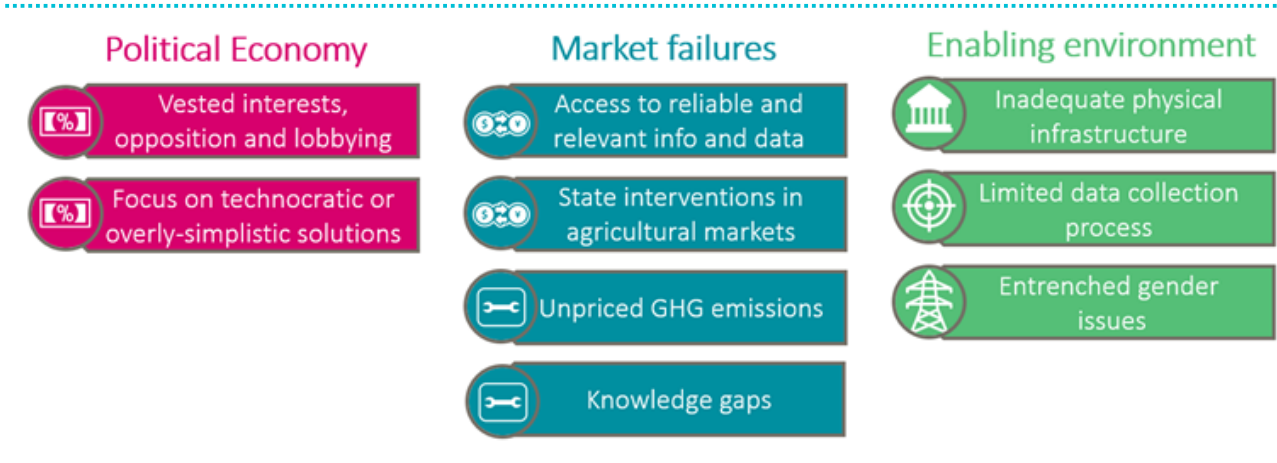 Political Economy
Vested interests,
opposition and lobbying
Focus on technocratic or
overly-simplistic solutions
Market failures
Access to reliable and
relevant info and data
State interventions in
agricultural markets
Unpriced GHG emissions
Knowledge gaps
Enabling environment
Inadequate physical
infrastructure
Limited data collection
process
Entrenched gender
issues